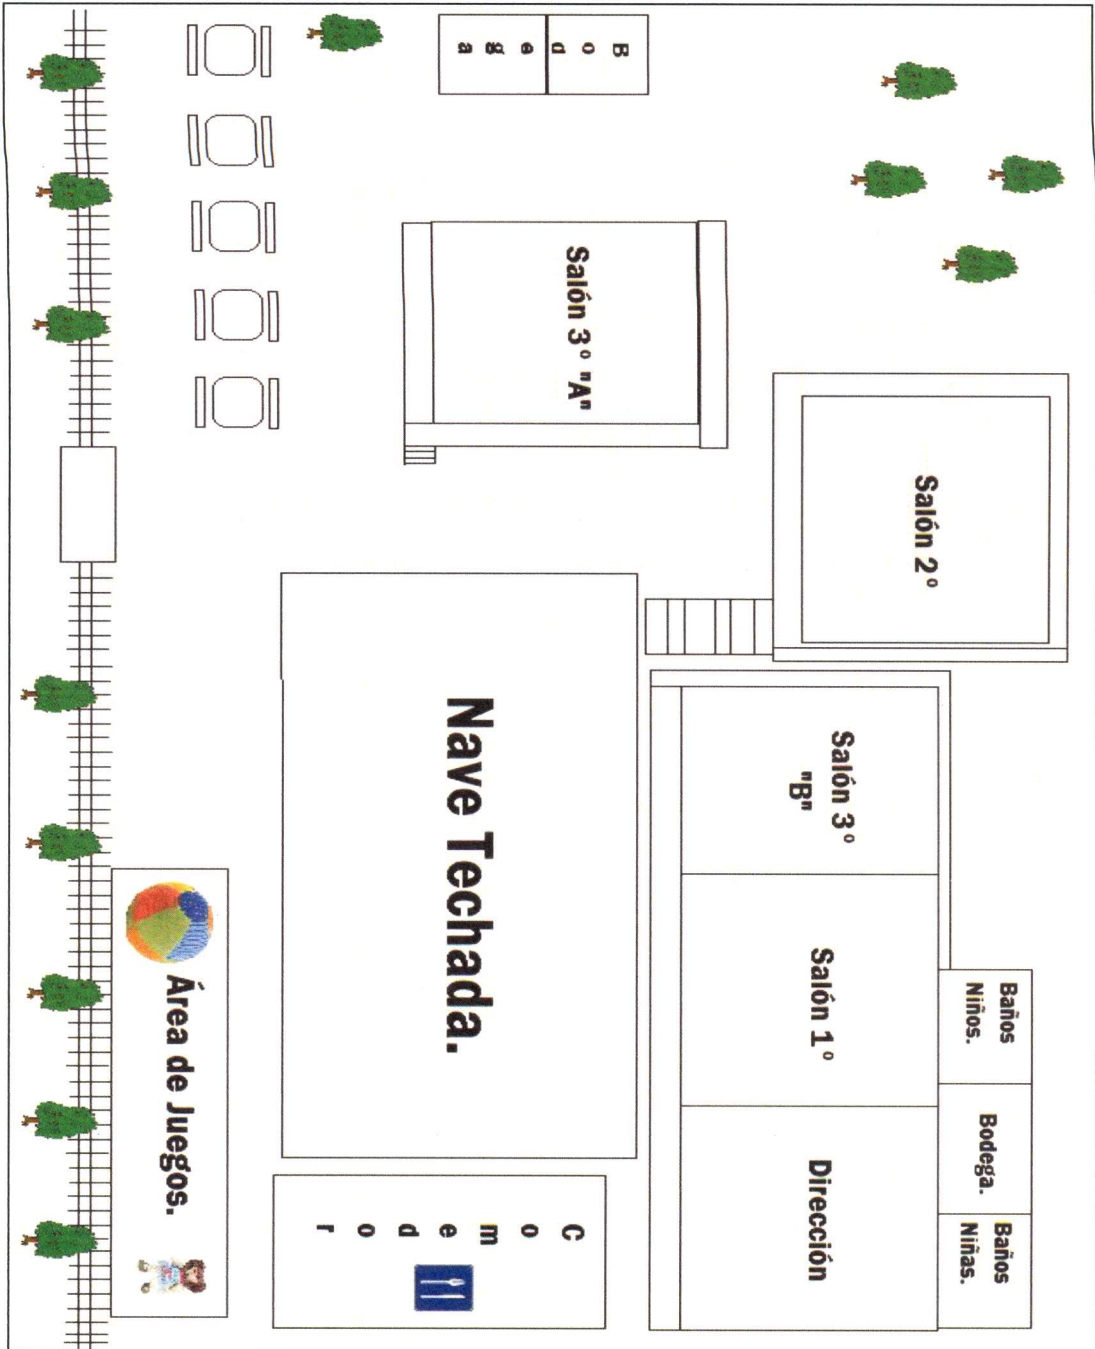 Baños
Niños.
Bodega.
Baños
Niñas.
Salón 2°
Salón 3°
"B"
Salón 1°
Dirección
Bodega
Salón 3° "A"
Nave Techada.
Comedor
Área de Juegos.